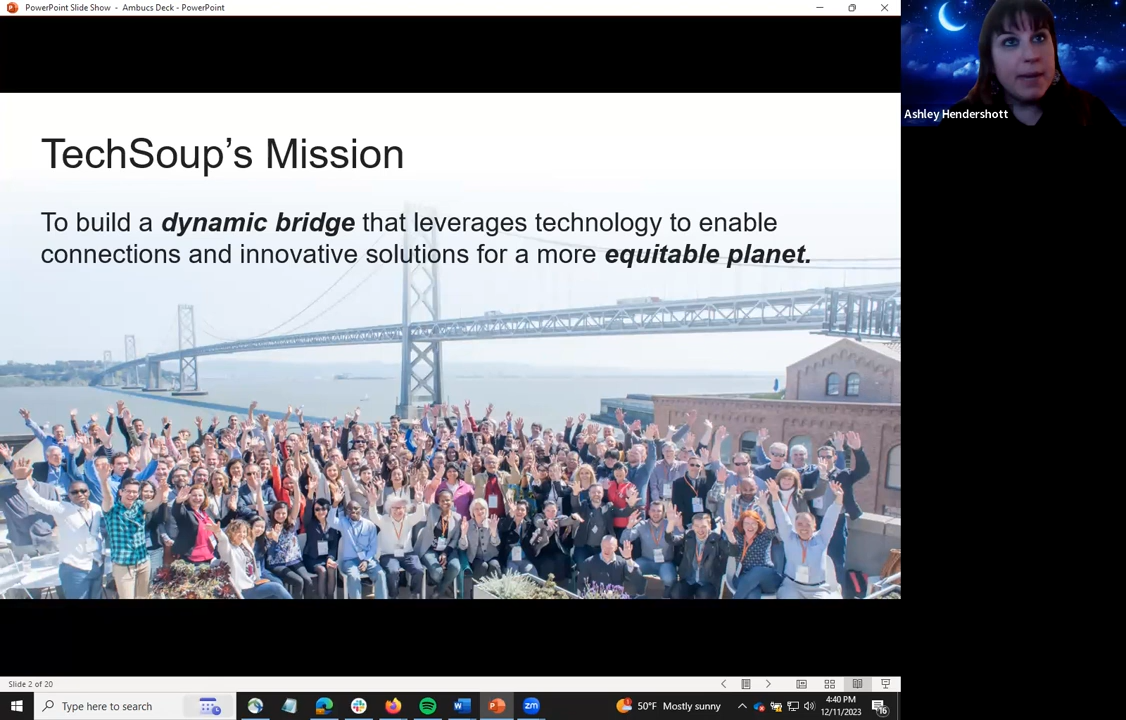 PowerPoint Slide Show - Ambucs Deck - PowerPoint
Ashley Hendershott
TechSoup’s Mission
To build a dynamic bridge that leverages technology to enable
connections and innovative solutions for a more equitable planet.
Slide 2 of 20
Type here to search
50°F Mostly sunny
4:40 PM
12/11/2023
16